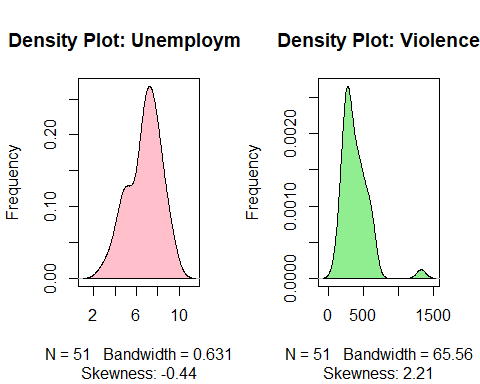 Density Plot: Unemploym
Frequency
0.00 0.10 0.20
2 6 10
N = 51 Bandwidth = 0.631
Skewness: -0.44
Density Plot: Violence
Frequency
0.0000 0.0010 0.0020
0 500 1500
N = 51 Bandwidth = 65.56
Skewness: 2.21